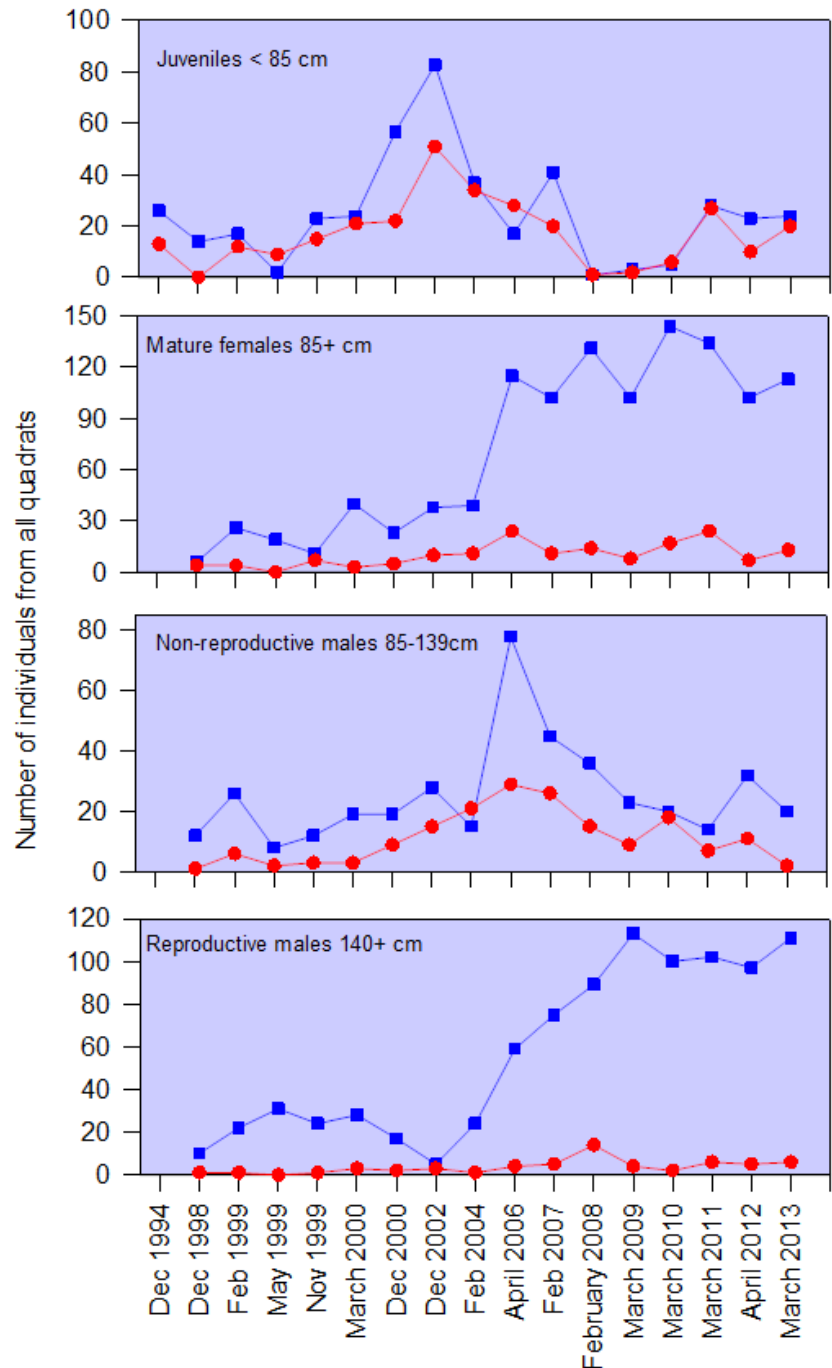 100
80
60
40
20
0
Juveniles < 85 cm
150
120
90
60
30
0
Mature females 85+ cm
80
60
40
20
0
Non-reproductive males 85-139cm
120
100
80
60
40
20
0
Reproductive males 140+ cm
Number of individuals from all quadrats
Dec 1994
Dec 1998
Feb 1999
May 1999
Nov 1999
March 2000
Dec 2000
Dec 2002
Feb 2004
April 2006
Feb 2007
February 2008
March 2009
March 2010
March 2011
April 2012
March 2013